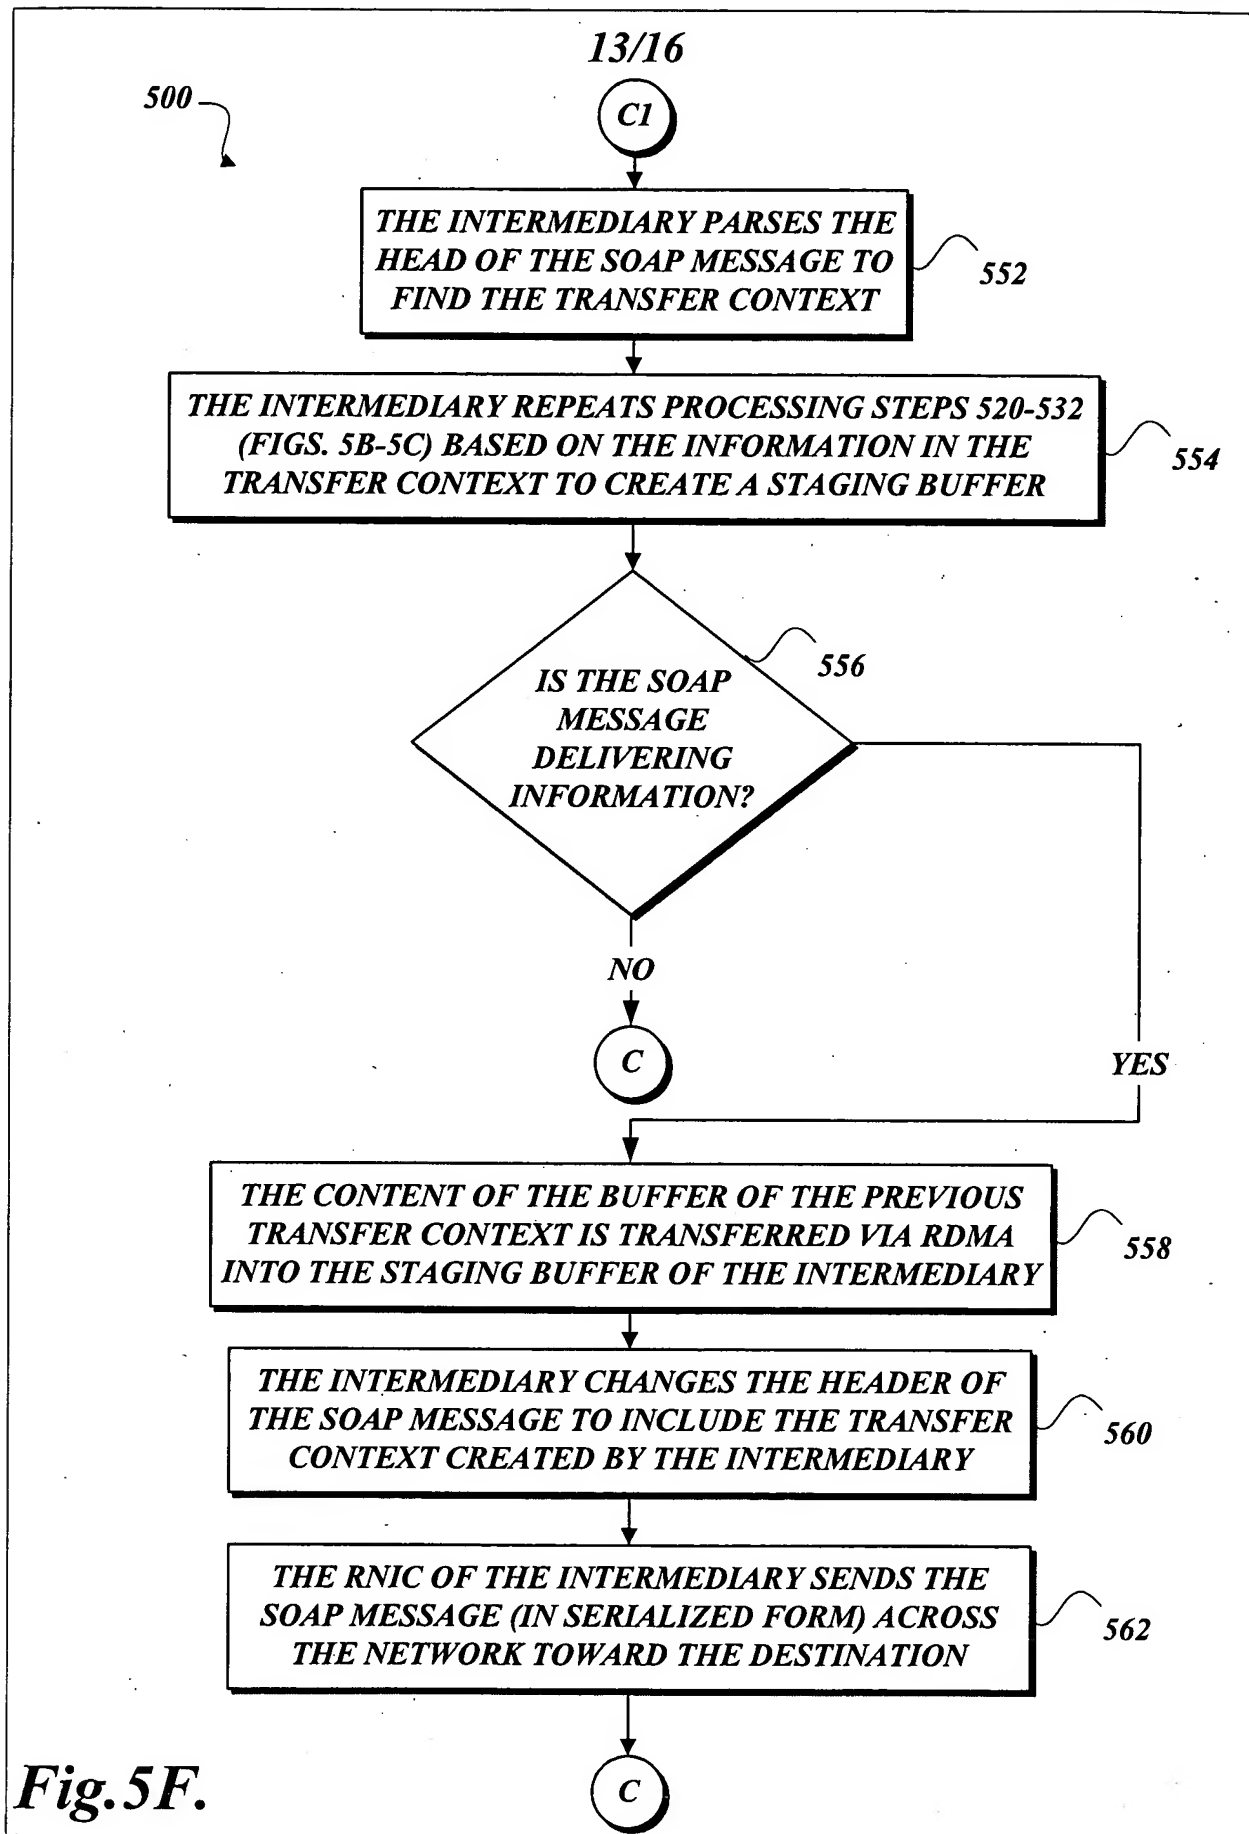 13/16
500
C1
THE INTERMEDIARY PARSES THE
HEAD OF THE SOAP MESSAGE TO
FIND THE TRANSFER CONTEXT
552
THE INTERMEDIARY REPEATS PROCESSING STEPS 520-532
(FIGS. 5B-5C) BASED ON THE INFORMATION IN THE
TRANSFER CONTEXT TO CREATE A STAGING BUFFER
554
IS THE SOAP
MESSAGE
DELIVERING
INFORMATION?
556
NO
C
YES
THE CONTENT OF THE BUFFER OF THE PREVIOUS
TRANSFER CONTEXT IS TRANSFERRED VIA RDMA
INTO THE STAGING BUFFER OF THE INTERMEDIARY
558
THE INTERMEDIARY CHANGES THE HEADER OF
THE SOAP MESSAGE TO INCLUDE THE TRANSFER
CONTEXT CREATED BY THE INTERMEDIARY
560
THE RNIC OF THE INTERMEDIARY SENDS THE
SOAP MESSAGE (IN SERIALIZED FORM) ACROSS
THE NETWORK TOWARD THE DESTINATION
562
C
Fig.5F.